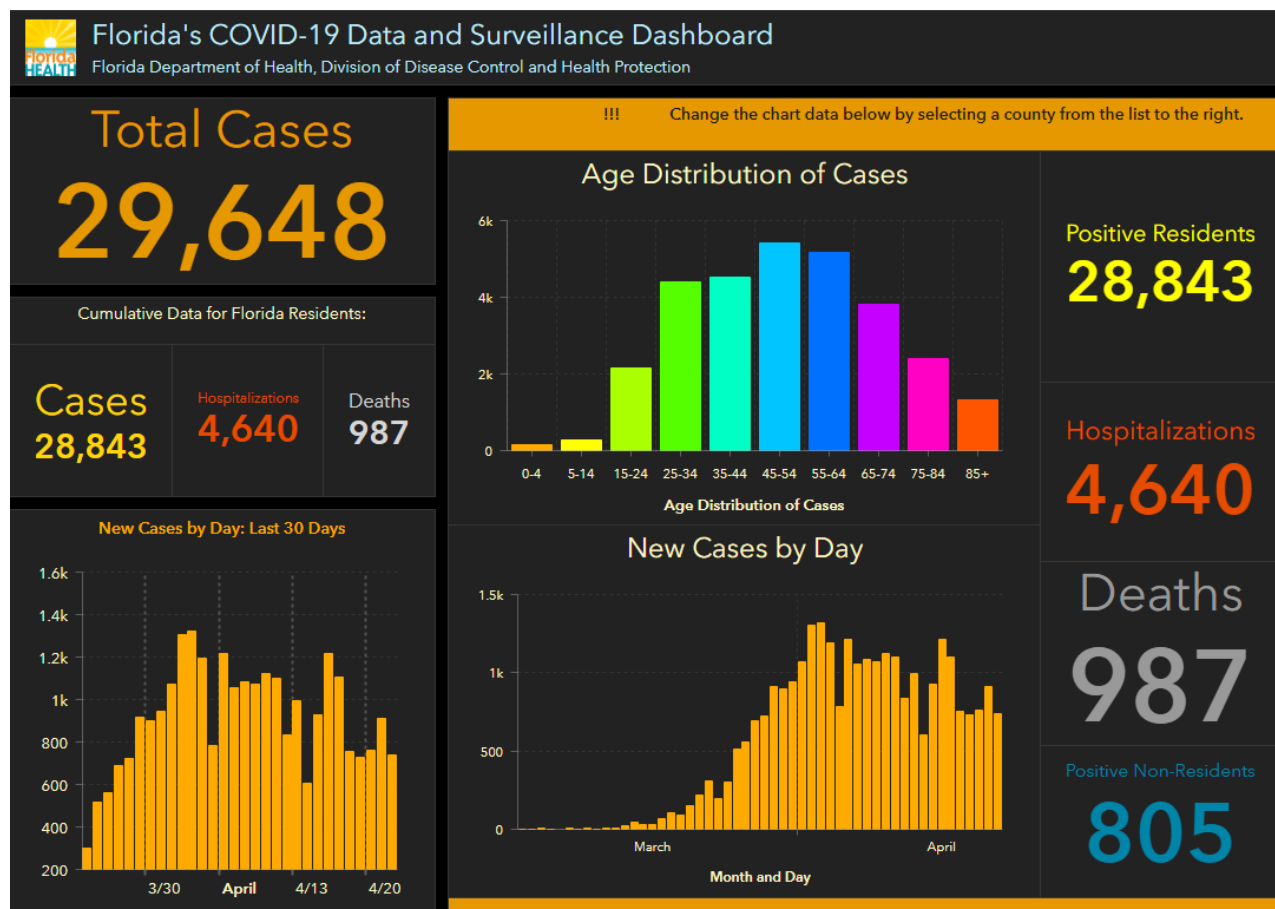 Florida
HEALTH
Florida's COVID-19 Data and Surveillance Dashboard
Florida Department of Health, Division of Disease Control and Health Protection
Total Cases
29,648
Cumulative Data for Florida Residents:
Cases
28,843
Hospitalizations
4,640
Deaths
987
New Cases by Day: Last 30 Days
1.6k
1.4k
1.2k
1k
800
600
400
200
3/30 April 4/13 4/20
!!! Change the chart data below by selecting a county from the list to the right.
Age Distribution of Cases
6k
4k
2k
0
0-4 5-14 15-24 25-34 35-44 45-54 55-64 65-74 75-84 85+
Age Distribution of Cases
New Cases by Day
1.5k
1k
500
0
March April
Month and Day
Positive Residents
28,843
Hospitalizations
4,640
Deaths
987
Positive Non-Residents
805